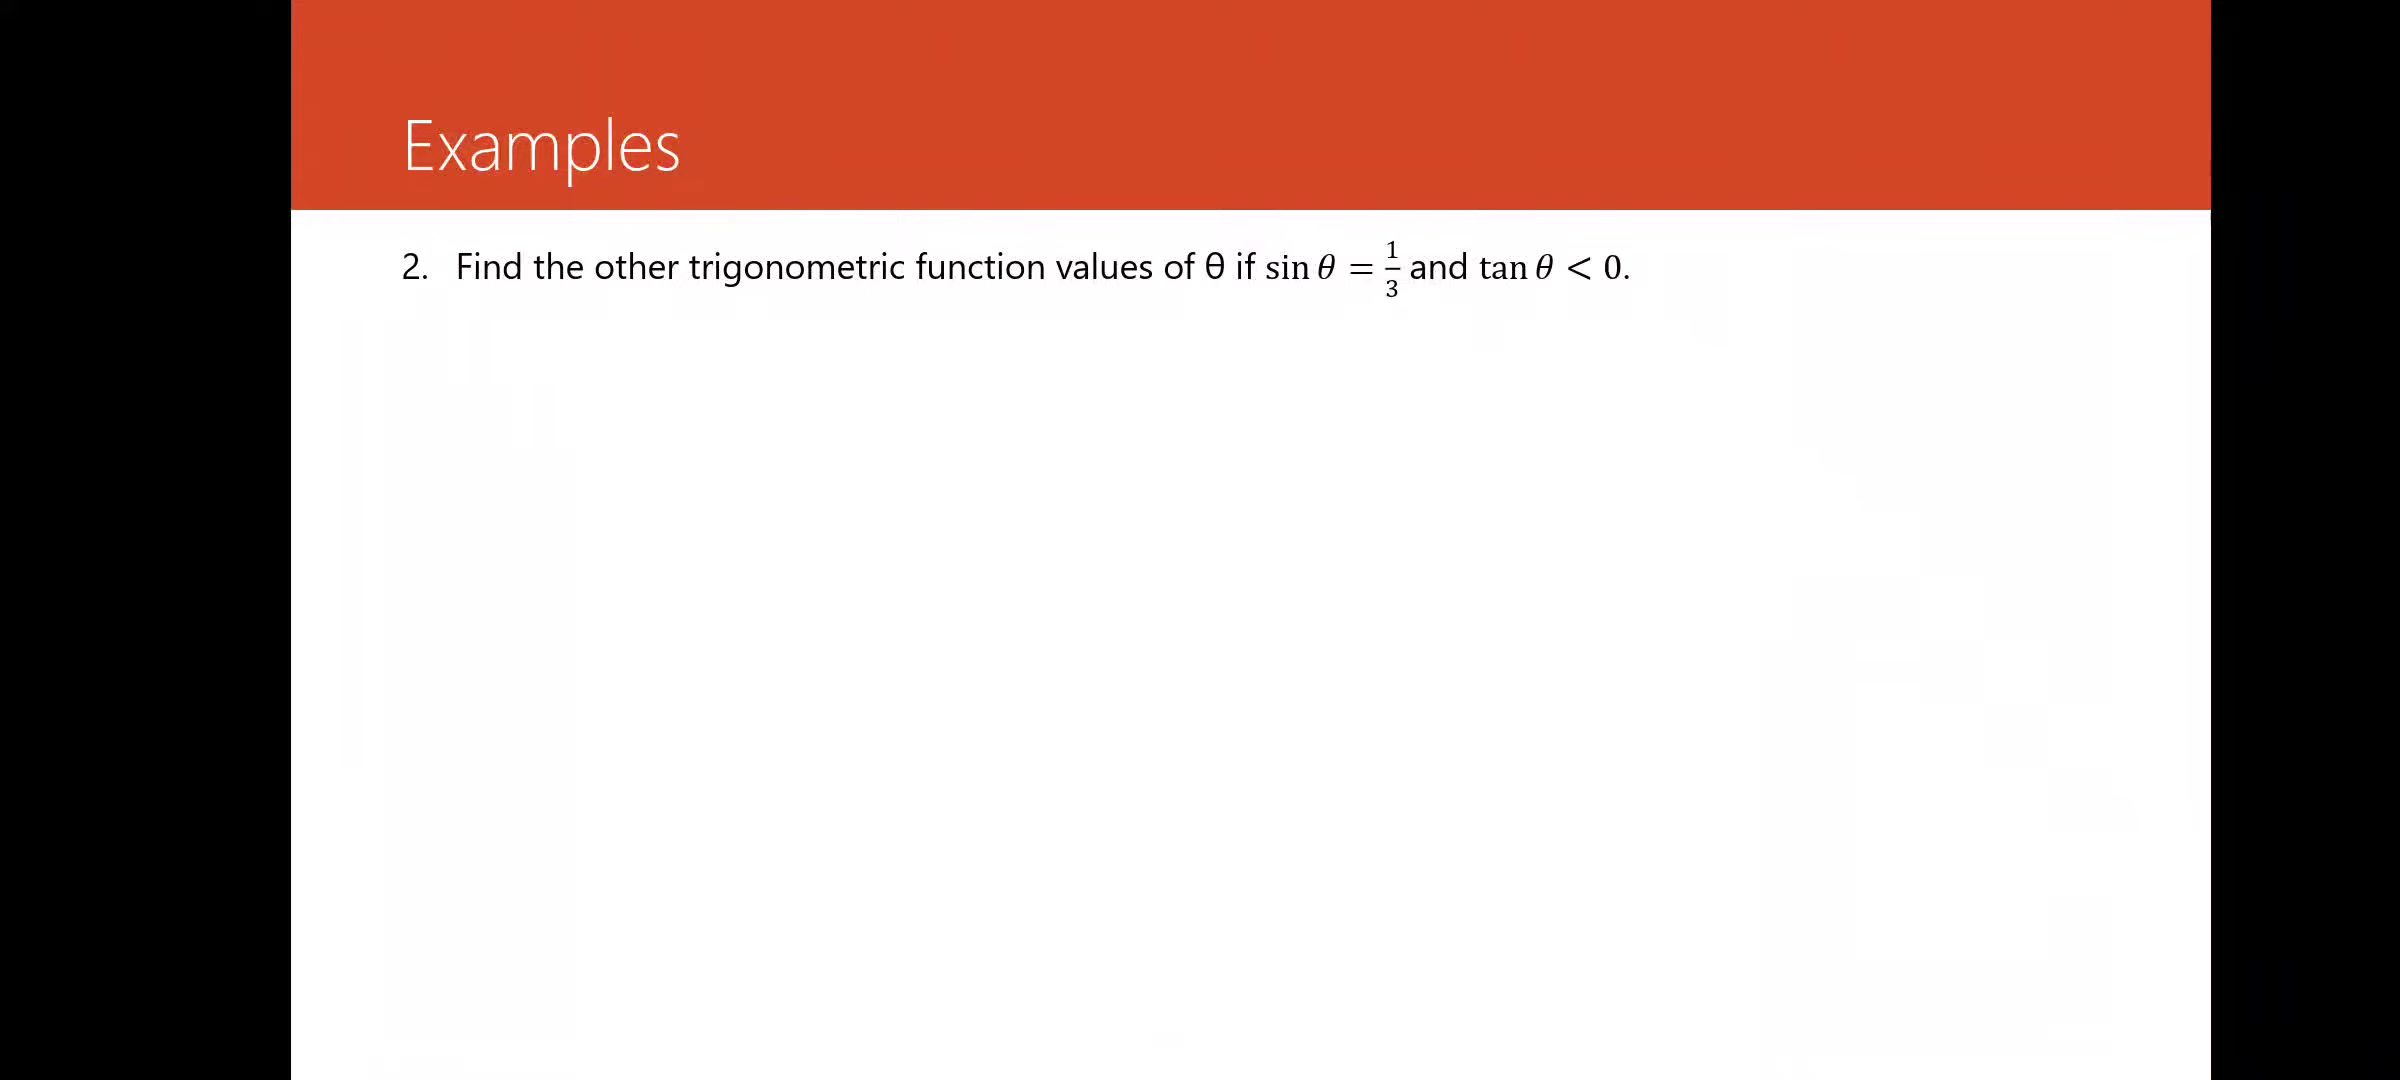 Examples
2. Find the other trigonometric function values of θ if sin θ = 1/3 and tan θ < 0.